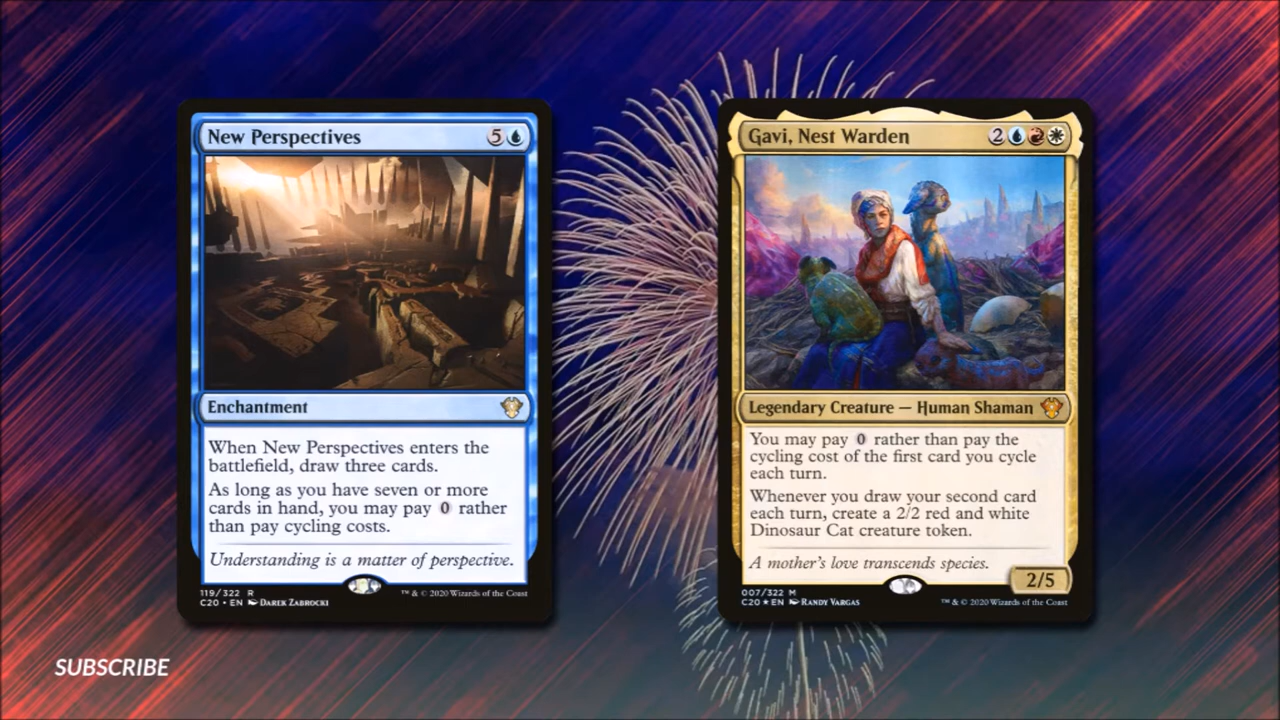 New Perspectives 5
Enchantment
When New Perspectives enters the
battlefield, draw three cards.
As long as you have seven or more
cards in hand, you may pay 0 rather
than pay cycling costs.
Understanding is a matter of perspective.
119/322 R
C20 • EN DAREK ZABROCKI
™ & © 2020 Wizards of the Coast
Gavi, Nest Warden 2
Legendary Creature — Human Shaman
You may pay 0 rather than pay the
cycling cost of the first card you cycle
each turn.
Whenever you draw your second card
each turn, create a 2/2 red and white
Dinosaur Cat creature token.
A mother's love transcends species.
2/5
007/322 M
C20 ★ EN RANDY VARGAS
™ & © 2020 Wizards of the Coast
SUBSCRIBE